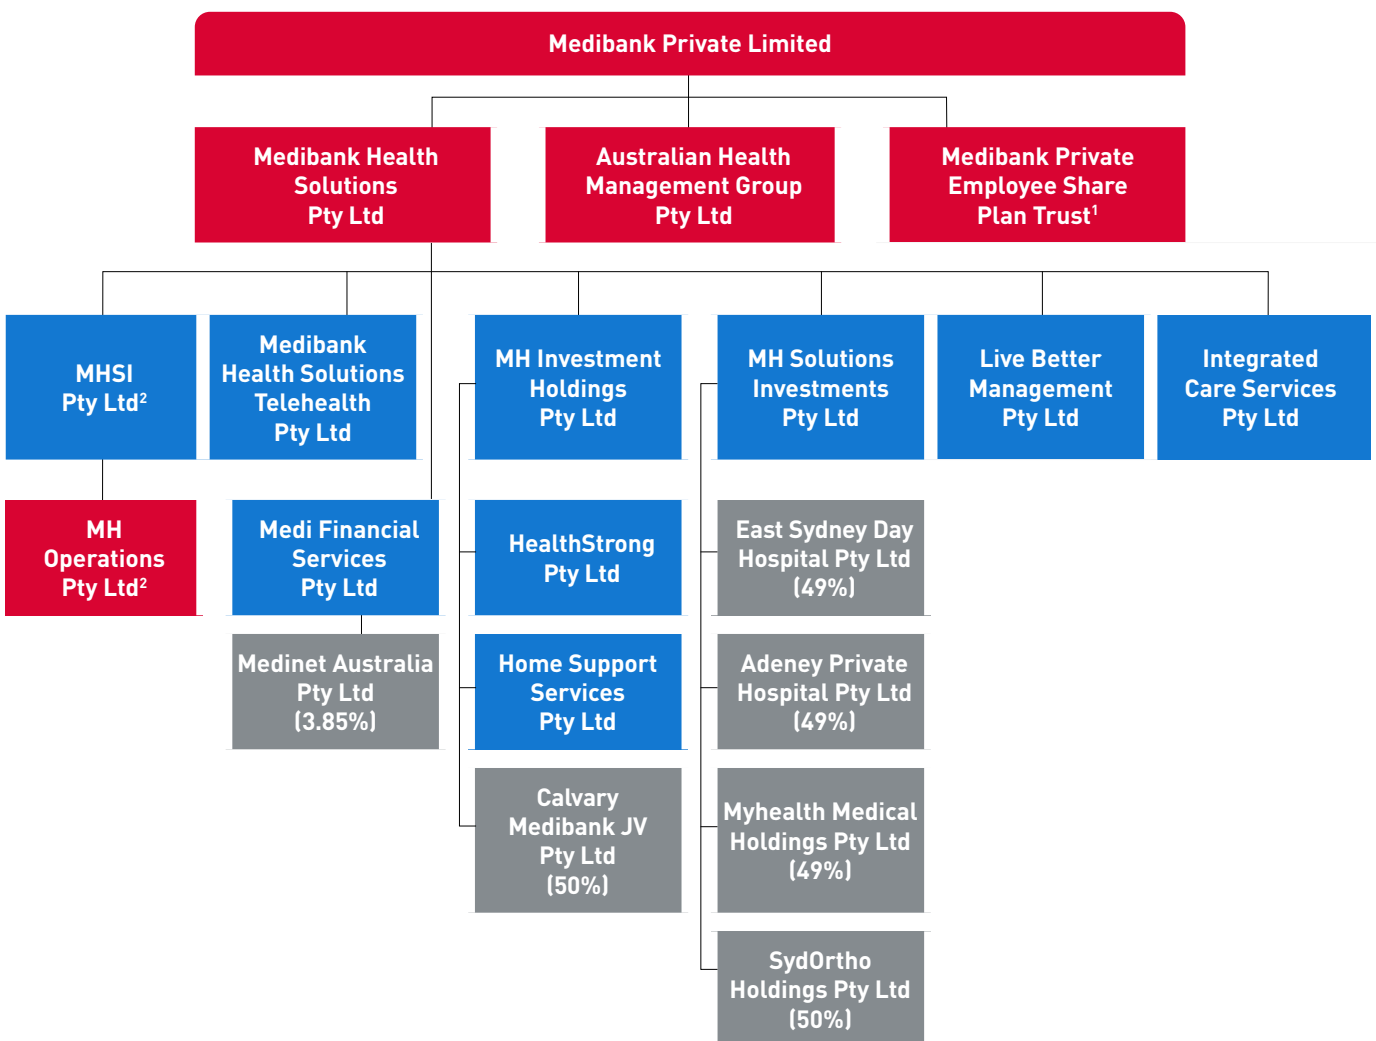 Medibank Private Limited
Medibank Health
Solutions
Pty Ltd
Australian Health
Management Group
Pty Ltd
Medibank Private
Employee Share
Plan Trust¹
MHSI
Pty Ltd²
Medibank
Health Solutions
Telehealth
Pty Ltd
MH Investment
Holdings
Pty Ltd
MH Solutions
Investments
Pty Ltd
Live Better
Management
Pty Ltd
Integrated
Care Services
Pty Ltd
MH
Operations
Pty Ltd²
Medi Financial
Services
Pty Ltd
HealthStrong
Pty Ltd
East Sydney Day
Hospital Pty Ltd
(49%)
Medinet Australia
Pty Ltd
(3.85%)
Home Support
Services
Pty Ltd
Adeney Private
Hospital Pty Ltd
(49%)
Calvary
Medibank JV
Pty Ltd
(50%)
Myhealth Medical
Holdings Pty Ltd
(49%)
SydOrtho
Holdings Pty Ltd
(50%)